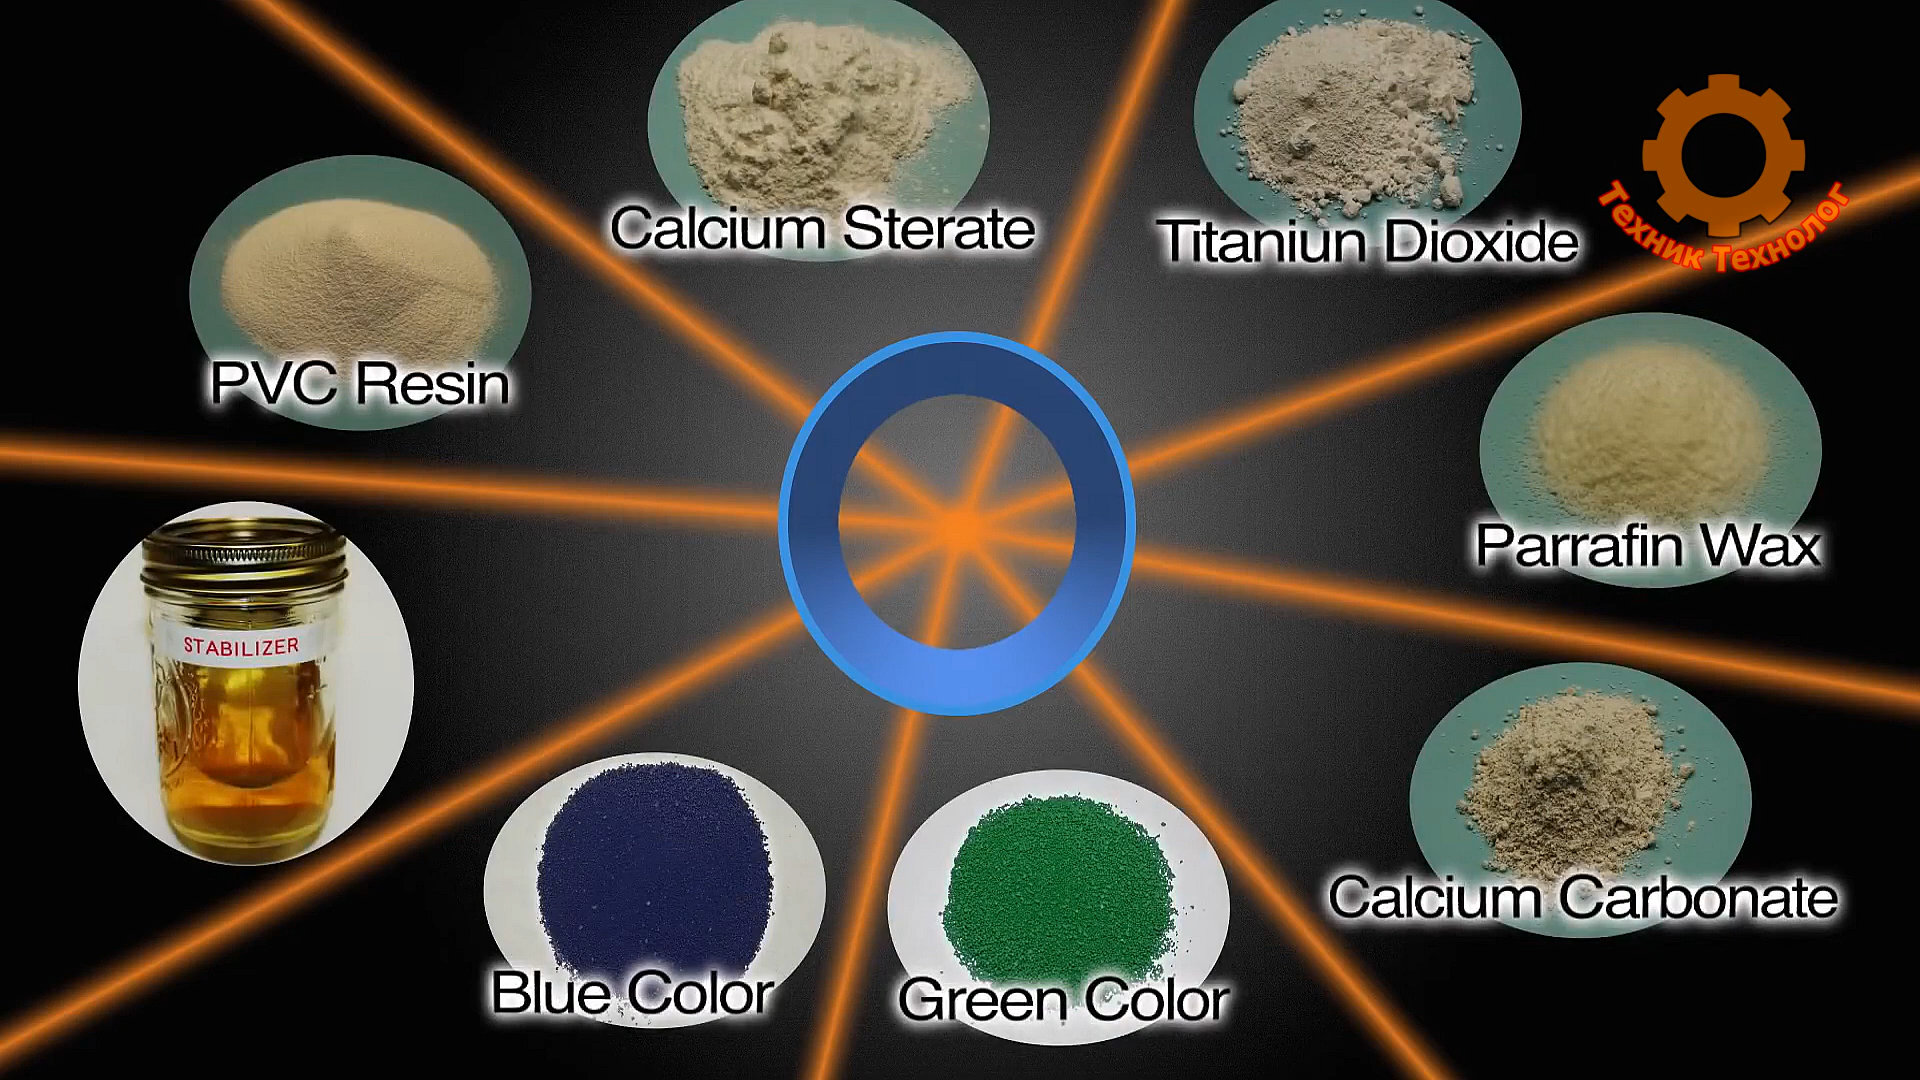 Calcium Sterate
Titaniun Dioxide
Техник Технолог
PVC Resin
Parrafin Wax
STABILIZER
Calcium Carbonate
Blue Color
Green Color